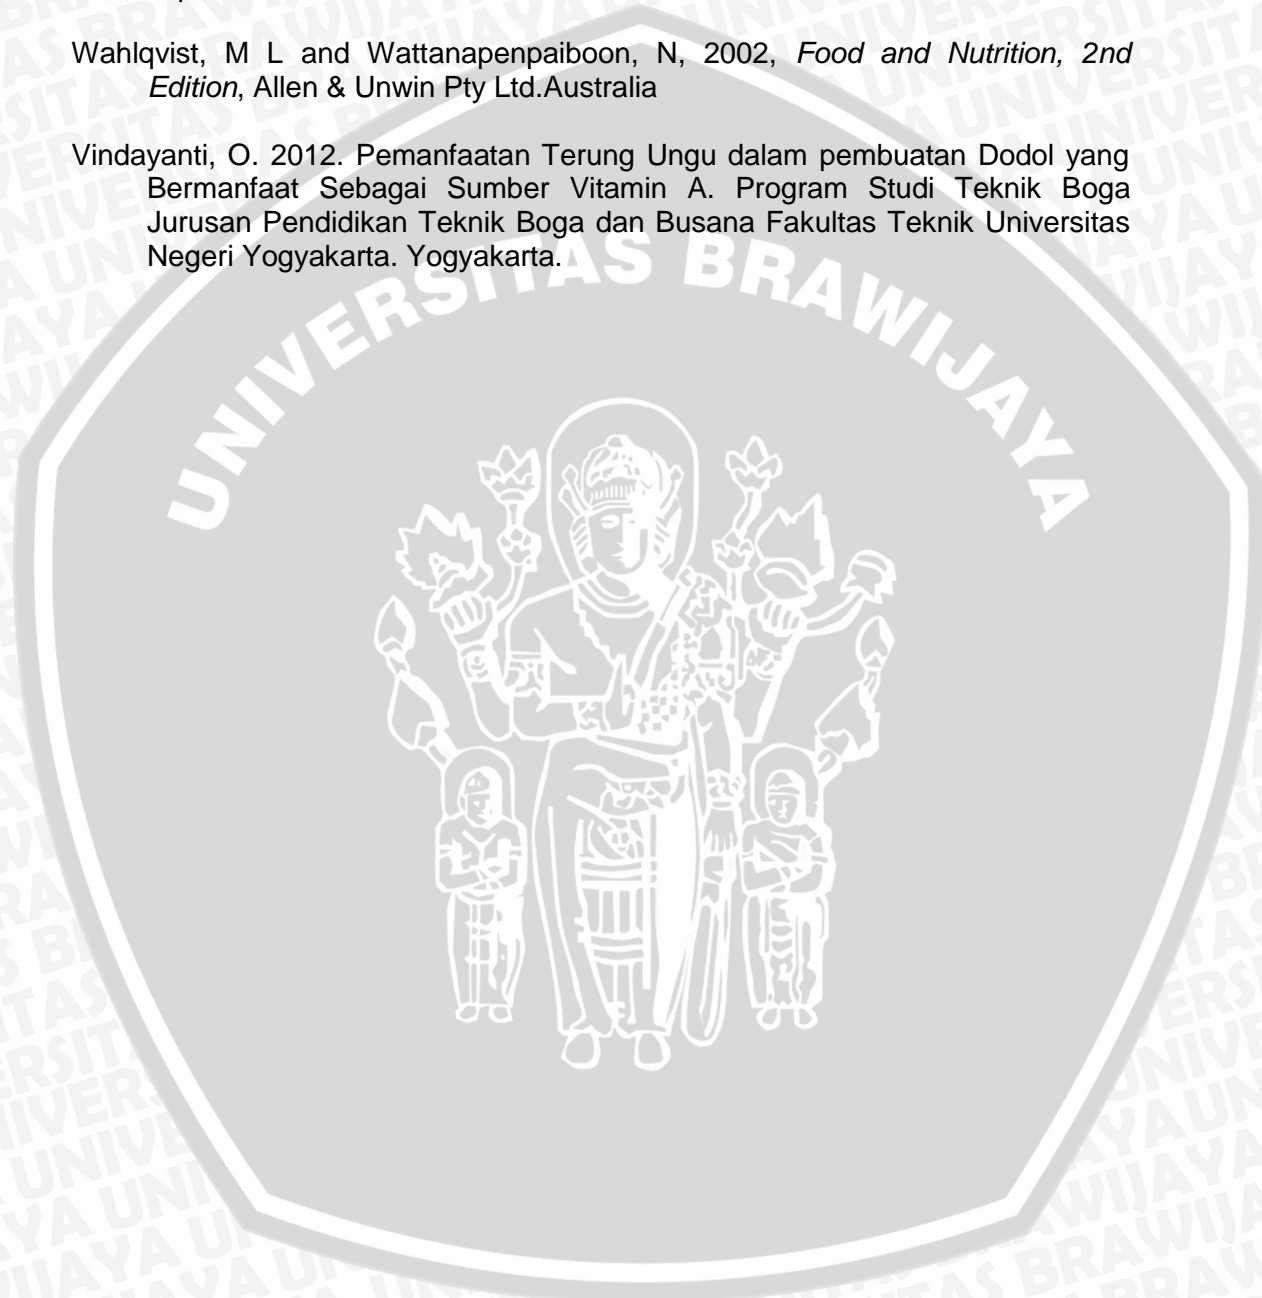 Wahlqvist, M L and Wattanapenpaiboon, N, 2002, Food and Nutrition, 2nd
Edition, Allen & Unwin Pty Ltd.Australia
Vindayanti, O. 2012. Pemanfaatan Terung Ungu dalam pembuatan Dodol yang
Bermanfaat Sebagai Sumber Vitamin A. Program Studi Teknik Boga
Jurusan Pendidikan Teknik Boga dan Busana Fakultas Teknik Universitas
Negeri Yogyakarta. Yogyakarta.
UNIVERSITAS BRAWIJAYA